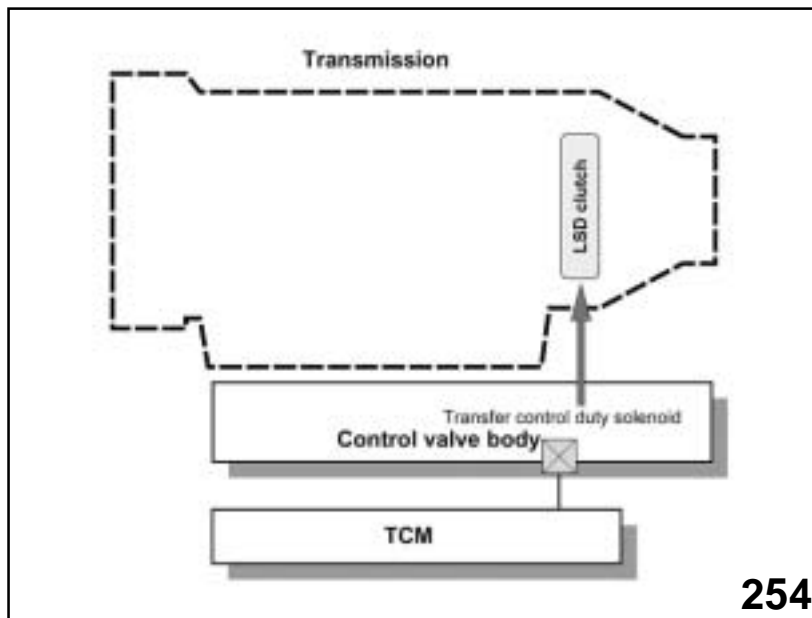 Transmission
LSD clutch
Transfer control duty solenoid
Control valve body
TCM
254